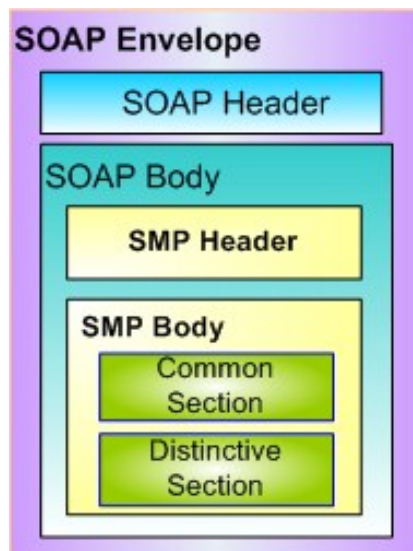 SOAP Envelope
SOAP Header
SOAP Body
SMP Header
SMP Body
Common
Section
Distinctive
Section